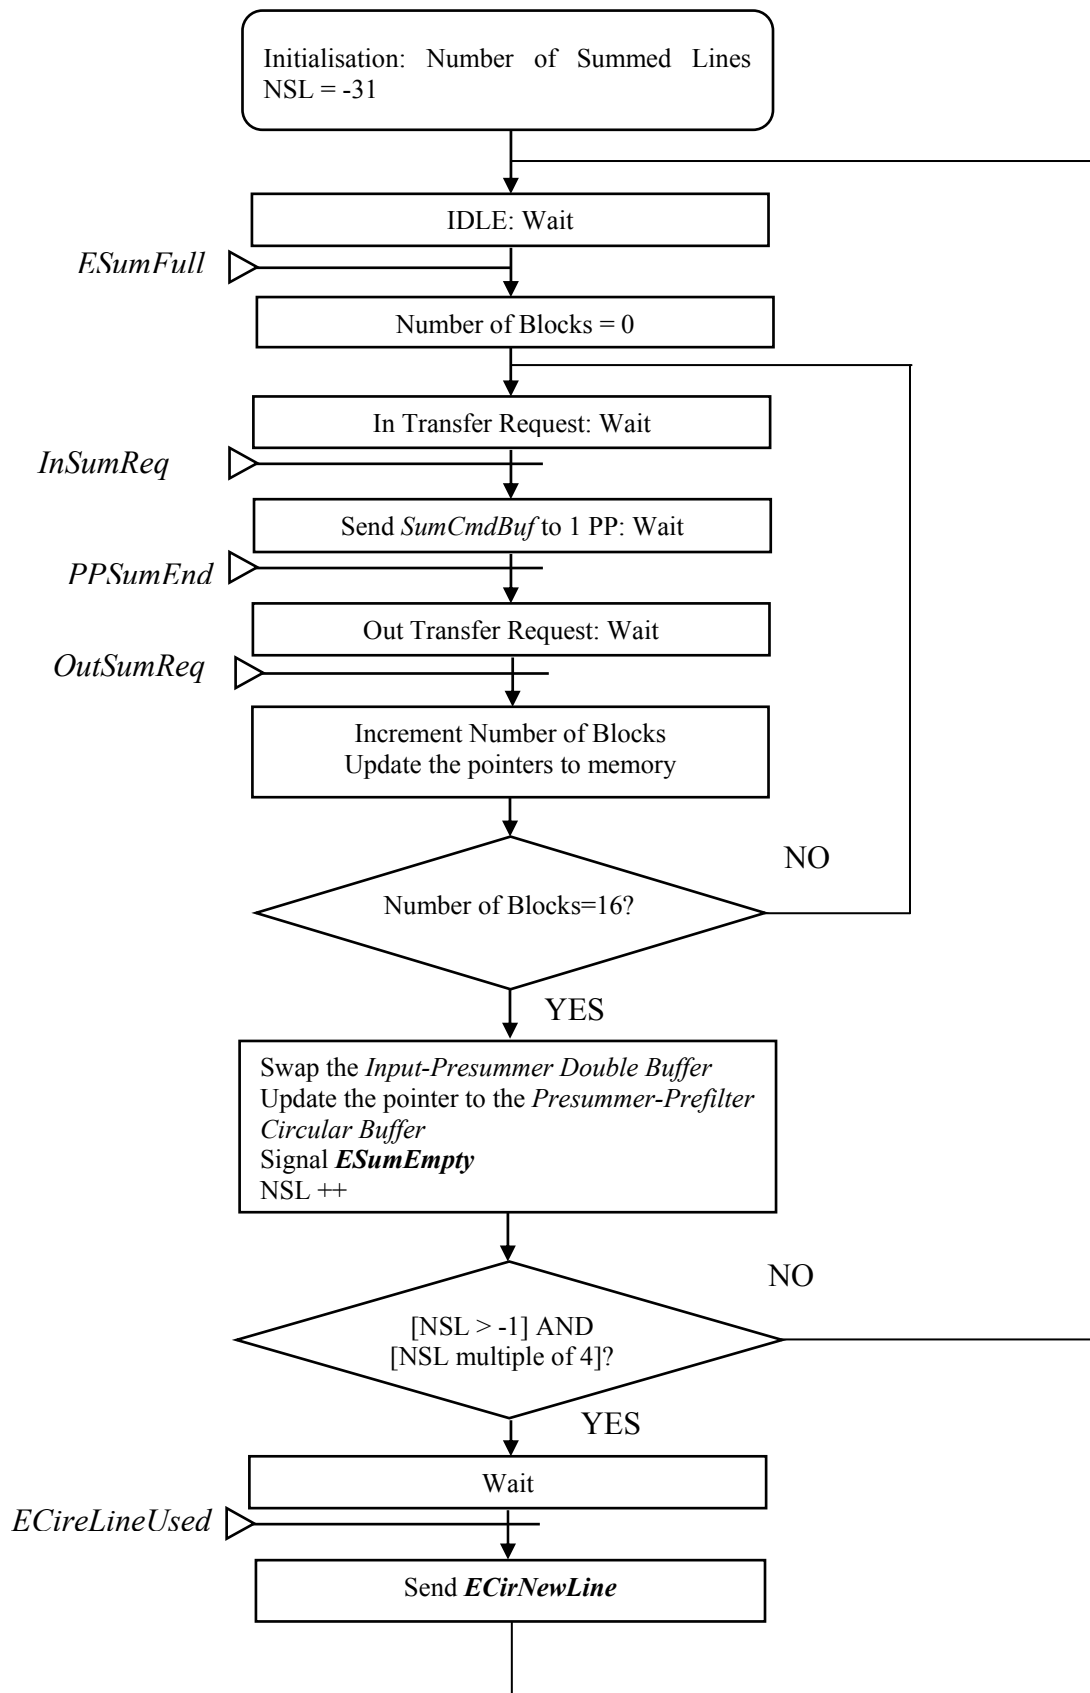 Initialisation: Number of Summed Lines
NSL = -31
IDLE: Wait
ESumFull
Number of Blocks = 0
In Transfer Request: Wait
InSumReq
Send SumCmdBuf to 1 PP: Wait
PPSumEnd
Out Transfer Request: Wait
OutSumReq
Increment Number of Blocks
Update the pointers to memory
NO
Number of Blocks=16?
YES
Swap the Input-Presummer Double Buffer
Update the pointer to the Presummer-Prefilter
Circular Buffer
Signal ESumEmpty
NSL ++
NO
[NSL > -1] AND
[NSL multiple of 4]?
YES
Wait
ECireLineUsed
Send ECirNewLine